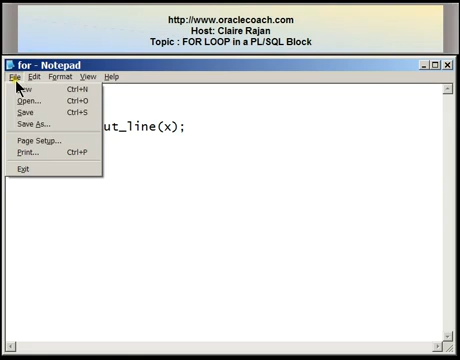 http://www.oraclecoach.com
Host: Claire Rajan
Topic : FOR LOOP in a PL/SQL Block
for - Notepad
File Edit Format View Help
Ctrl+N
Open... Ctrl+O
Save Ctrl+S
Save As...
ut_line(x);
Page Setup...
Print... Ctrl+P
Exit